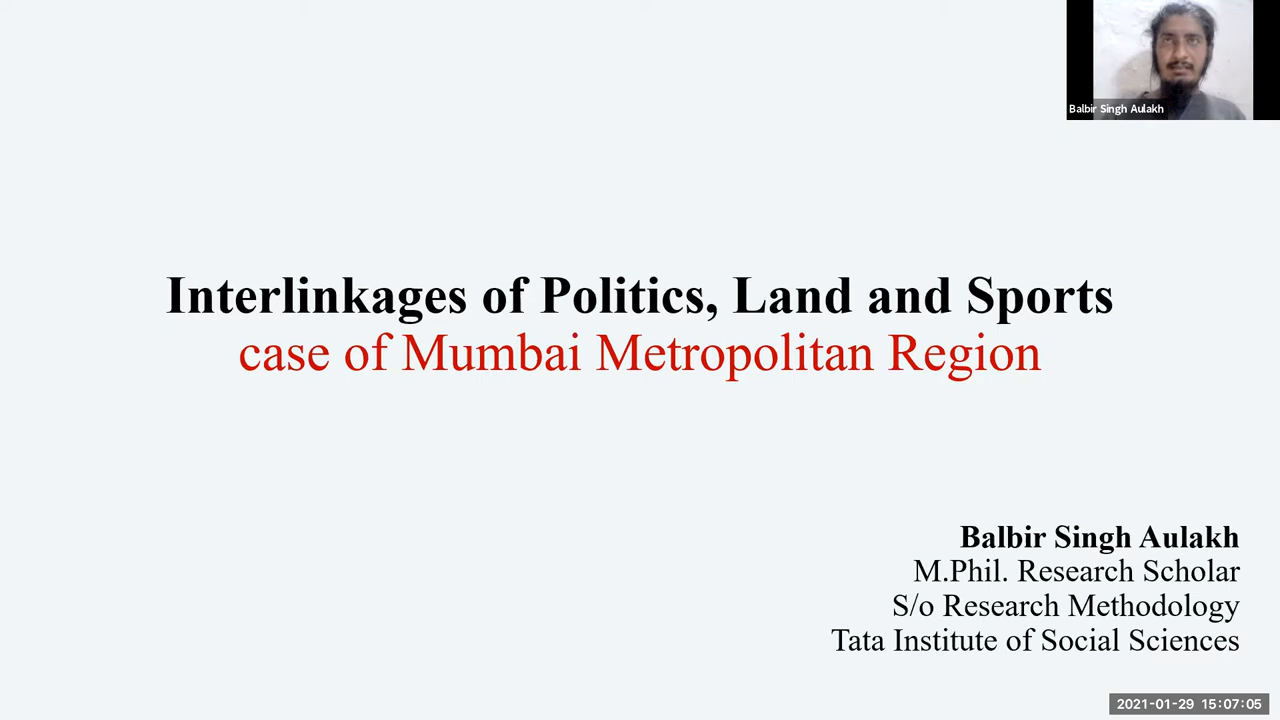 Balbir Singh Aulakh
Interlinkages of Politics, Land and Sports
case of Mumbai Metropolitan Region
Balbir Singh Aulakh
M.Phil. Research Scholar
S/o Research Methodology
Tata Institute of Social Sciences
2021-01-29 15:07:05